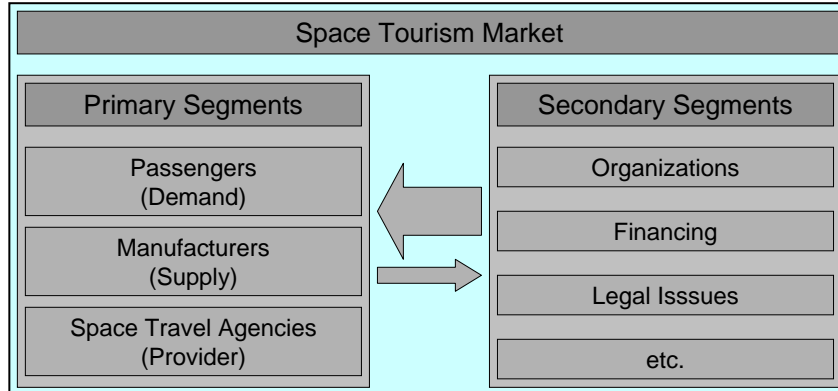 Space Tourism Market
Primary Segments
Passengers
(Demand)
Manufacturers
(Supply)
Space Travel Agencies
(Provider)
Secondary Segments
Organizations
Financing
Legal Isssues
etc.